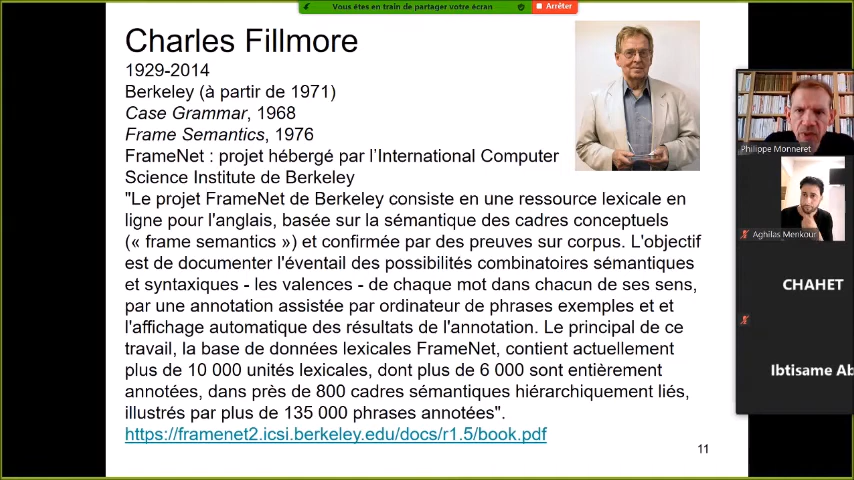 Vous êtes en train de partager votre écran
Arrêter
Charles Fillmore
1929-2014
Berkeley (à partir de 1971)
Case Grammar, 1968
Frame Semantics, 1976
FrameNet : projet hébergé par l'International Computer
Science Institute de Berkeley
"Le projet FrameNet de Berkeley consiste en une ressource lexicale en
ligne pour l'anglais, basée sur la sémantique des cadres conceptuels
(« frame semantics ») et confirmée par des preuves sur corpus. L'objectif
est de documenter l'éventail des possibilités combinatoires sémantiques
et syntaxiques - les valences - de chaque mot dans chacun de ses sens,
par une annotation assistée par ordinateur de phrases exemples et et
l'affichage automatique des résultats de l'annotation. Le principal de ce
travail, la base de données lexicales FrameNet, contient actuellement
plus de 10 000 unités lexicales, dont plus de 6 000 sont entièrement
annotées, dans près de 800 cadres sémantiques hiérarchiquement liés,
illustrés par plus de 135 000 phrases annotées".
https://framenet2.icsi.berkeley.edu/docs/r1.5/book.pdf
11
Philippe Monneret
Aghilas Merikour
CHAHET
Ibtisame Ab